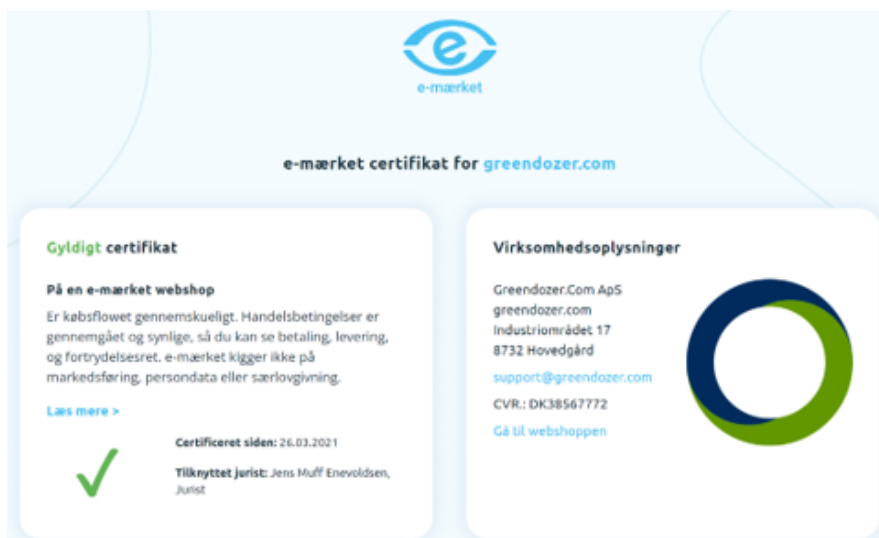 e
e-mærket
e-mærket certifikat for greendozer.com
Gyldigt certifikat
På en e-mærket webshop
Er købsflowet gennemskueligt. Handelsbetingelser er
gennemgået og synlige, så du kan se betaling, levering,
og fortrydelsesret. e-mærket kigger ikke på
markedsføring, persondata eller særlovgivning.
Læs mere >
Certificeret siden: 26.03.2021
Tilknyttet jurist: Jens Muff Enevoldsen,
Jurist
Virksomhedsoplysninger
Greendozer.Com ApS
greendozer.com
Industriområdet 17
8732 Hovedgård
support@greendozer.com
CVR.: DK38567772
Gå til webshoppen